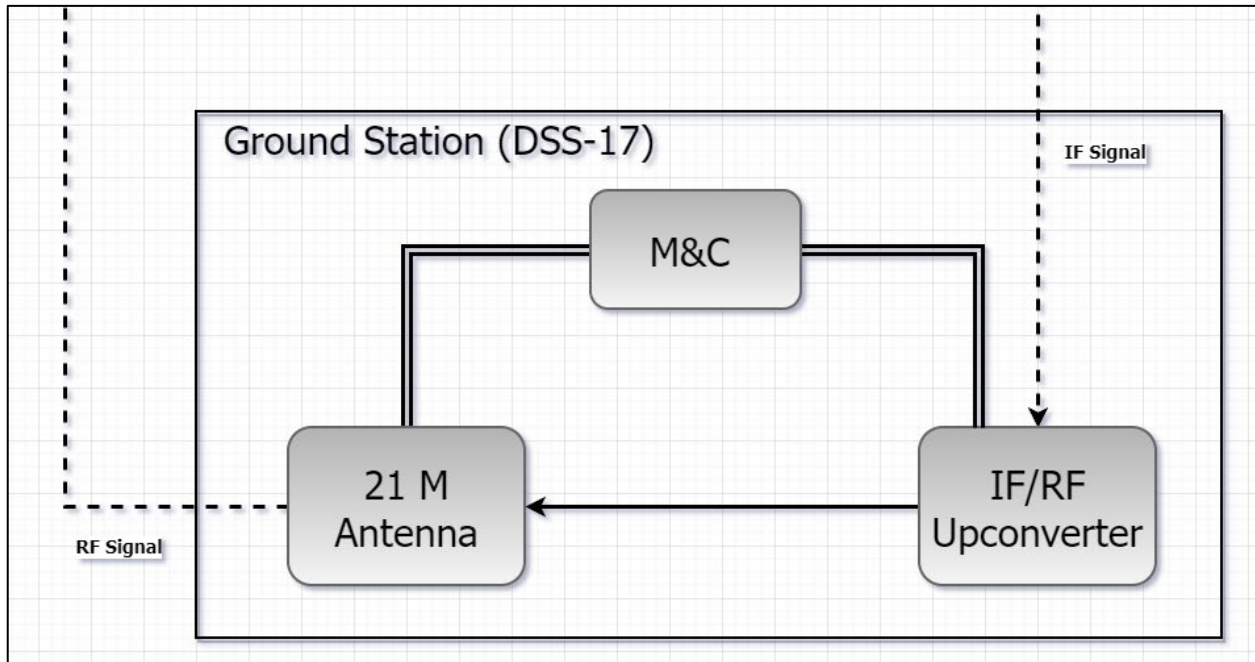 Ground Station (DSS-17)
IF Signal
M&C
21 M
Antenna
IF/RF
Upconverter
RF Signal